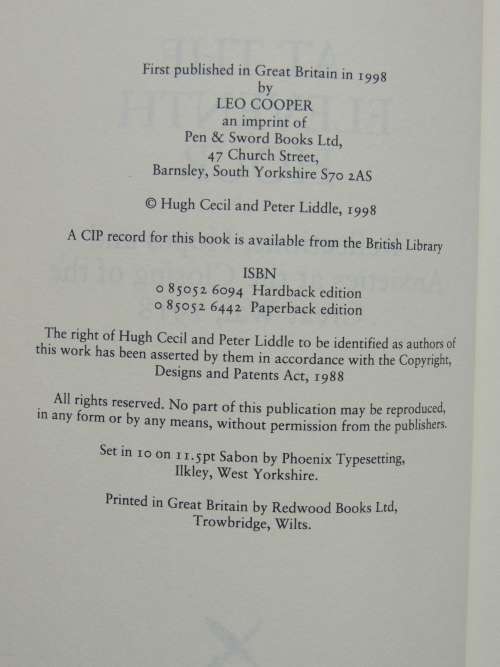 First published in Great Britain in 1998
by
LEO COOPER
an imprint of
Pen & Sword Books Ltd,
47 Church Street,
Barnsley, South Yorkshire S70 2AS
© Hugh Cecil and Peter Liddle, 1998
A CIP record for this book is available from the British Library
ISBN
0 85052 6094 Hardback edition
0 85052 6442 Paperback edition
The right of Hugh Cecil and Peter Liddle to be identified as authors of
this work has been asserted by them in accordance with the Copyright,
Designs and Patents Act, 1988
All rights reserved. No part of this publication may be reproduced,
in any form or by any means, without permission from the publishers.
Set in 10 on 11.5pt Sabon by Phoenix Typesetting,
Ilkley, West Yorkshire.
Printed in Great Britain by Redwood Books Ltd,
Trowbridge, Wilts.